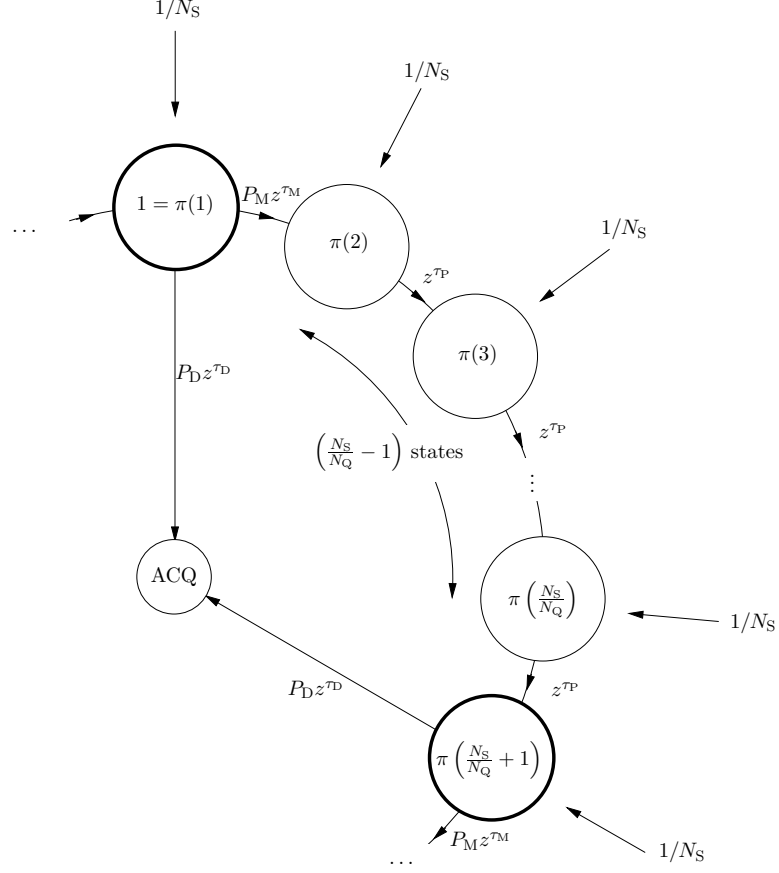 1/N_S
1/N_S
1/N_S
1 = π(1)
P_M z^{τ_M}
π(2)
…
z^{τ_P}
π(3)
P_D z^{τ_D}
z^{τ_P}
(N_S/N_Q − 1) states
⋮
ACQ
π(N_S/N_Q)
1/N_S
P_D z^{τ_D}
z^{τ_P}
π(N_S/N_Q + 1)
P_M z^{τ_M}
1/N_S
…